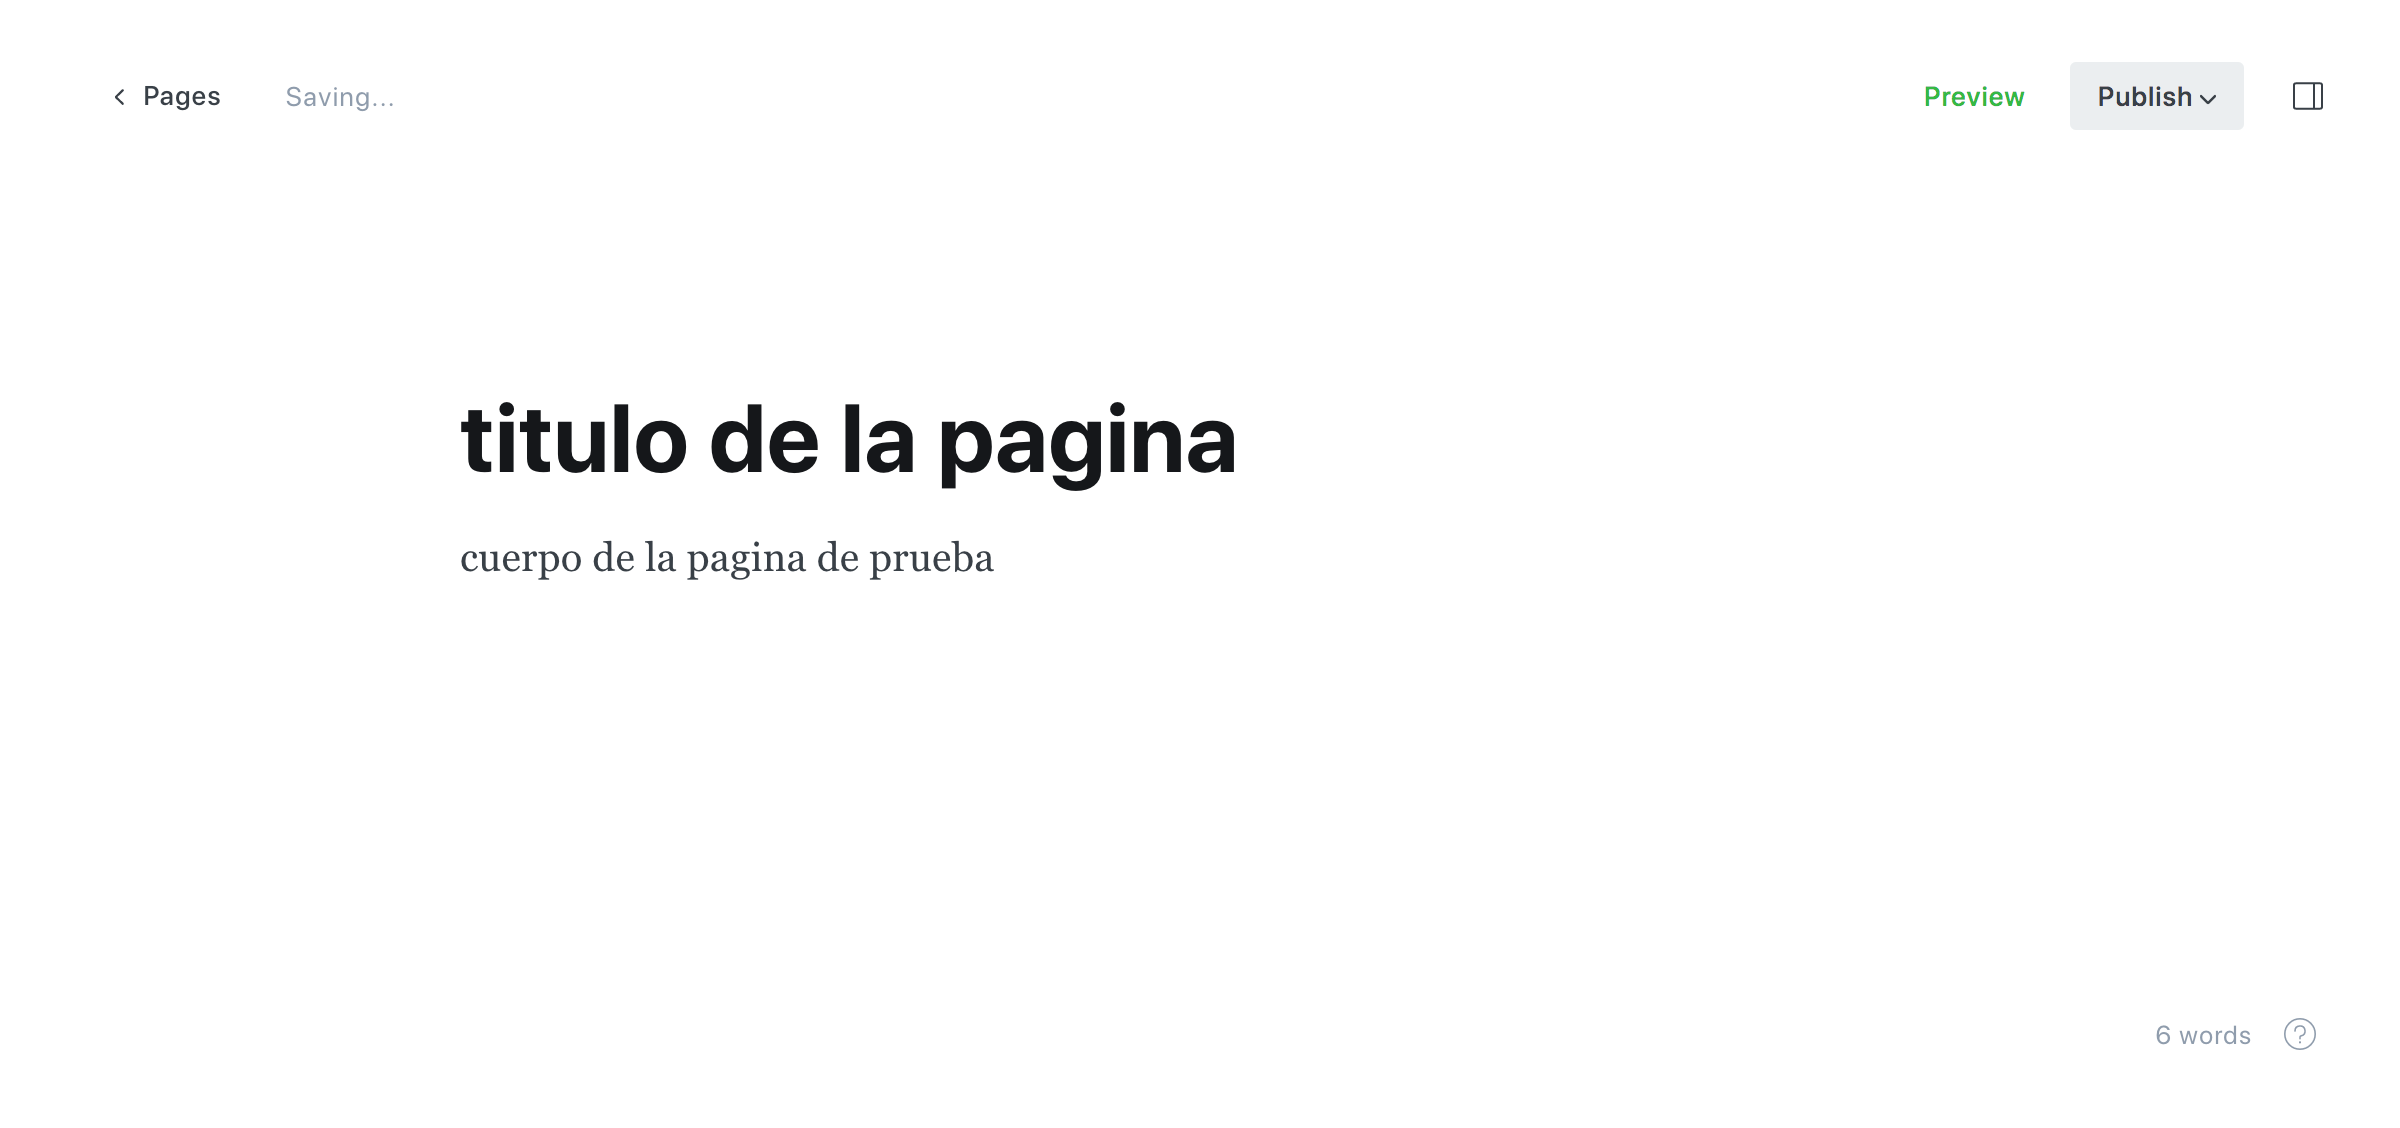 Pages
Saving...
Preview
Publish
titulo de la pagina
cuerpo de la pagina de prueba
6 words
?